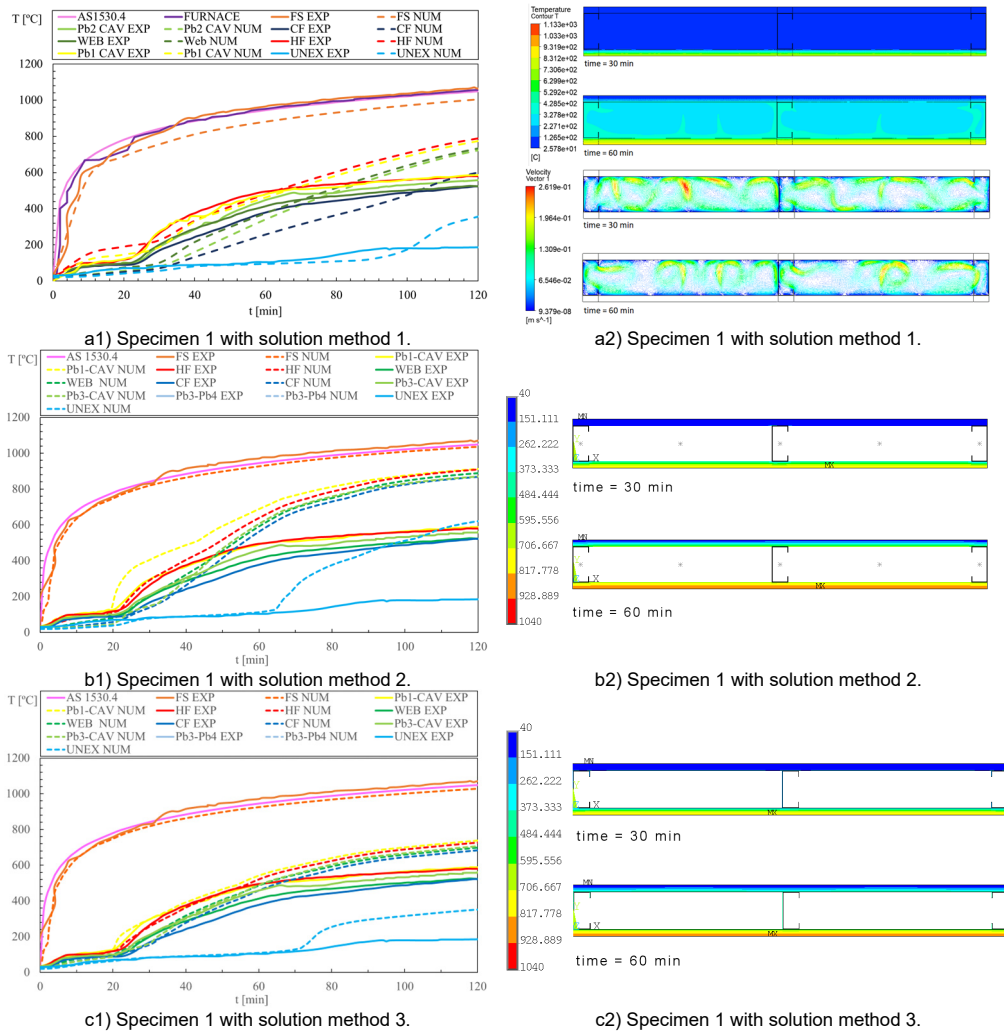 AS1530.4 FURNACE FS EXP FS NUM
Pb2 CAV EXP Pb2 CAV NUM CF EXP CF NUM
WEB EXP Web NUM HF EXP HF NUM
Pb1 CAV EXP Pb1 CAV NUM UNEX EXP UNEX NUM
T [ºC]
1200
1000
800
600
400
200
0
0 20 40 60 80 100 120
t [min]
Temperature
Contour T
1.133e+03
1.033e+03
9.319e+02
8.312e+02
7.306e+02
6.299e+02
5.292e+02
4.285e+02
3.278e+02
2.271e+02
1.265e+02
2.578e+01
[C]
time = 30 min
time = 60 min
Velocity
Vector 1
2.619e-01
1.964e-01
1.309e-01
6.546e-02
9.379e-08
[m s^-1]
time = 30 min
time = 60 min
a1) Specimen 1 with solution method 1.
a2) Specimen 1 with solution method 1.
T [ºC]
AS 1530.4 FS EXP FS NUM Pb1-CAV EXP
Pb1-CAV NUM HF EXP HF NUM WEB EXP
WEB NUM CF EXP CF NUM Pb3-CAV EXP
Pb3-CAV NUM Pb3-Pb4 EXP Pb3-Pb4 NUM UNEX EXP
UNEX NUM
1200
1000
800
600
400
200
0
0 20 40 60 80 100 120
t [min]
40
151.111
262.222
373.333
484.444
595.556
706.667
817.778
928.889
1040
MN
Y
Z X
MX
time = 30 min
MN
Y
Z X
MX
time = 60 min
b1) Specimen 1 with solution method 2.
b2) Specimen 1 with solution method 2.
T [ºC]
AS 1530.4 FS EXP FS NUM Pb1-CAV EXP
Pb1-CAV NUM HF EXP HF NUM WEB EXP
WEB NUM CF EXP CF NUM Pb3-CAV EXP
Pb3-CAV NUM Pb3-Pb4 EXP Pb3-Pb4 NUM UNEX EXP
UNEX NUM
1200
1000
800
600
400
200
0
0 20 40 60 80 100 120
t [min]
40
151.111
262.222
373.333
484.444
595.556
706.667
817.778
928.889
1040
MN
Y
Z X
MX
time = 30 min
MN
Y
Z X
MX
time = 60 min
c1) Specimen 1 with solution method 3.
c2) Specimen 1 with solution method 3.